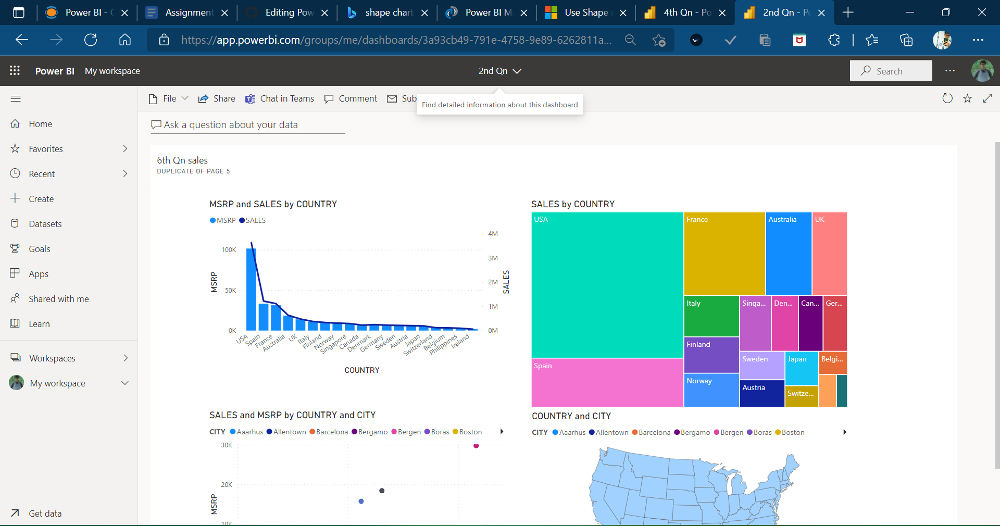 Power BI - C
Assignment
Editing Pow
shape chart
Power BI M
Use Shape
4th Qn - Po
2nd Qn - Po
https://app.powerbi.com/groups/me/dashboards/3a93cb49-791e-4758-9e89-6262811a...
Power BI My workspace
2nd Qn
Search
File
Share
Chat in Teams
Comment
Sub
Find detailed information about this dashboard
Home
Favorites
Recent
Create
Datasets
Goals
Apps
Shared with me
Learn
Workspaces
My workspace
Get data
Ask a question about your data
6th Qn sales
DUPLICATE OF PAGE 5
MSRP and SALES by COUNTRY
MSRP SALES
100K
50K
0K
MSRP
4M
3M
2M
1M
0M
SALES
USA
Spain
France
Australia
UK
Italy
Finland
Norway
Singapore
Canada
Denmark
Germany
Sweden
Austria
Japan
Switzerland
Belgium
Philippines
Ireland
COUNTRY
SALES by COUNTRY
USA
France
Australia
UK
Italy
Singa...
Den...
Can...
Ger...
Finland
Sweden
Japan
Belgi...
Spain
Norway
Austria
Switze...
SALES and MSRP by COUNTRY and CITY
CITY Aaarhus Allentown Barcelona Bergamo Bergen Boras Boston
30K
20K
10K
MSRP
COUNTRY and CITY
CITY Aaarhus Allentown Barcelona Bergamo Bergen Boras Boston